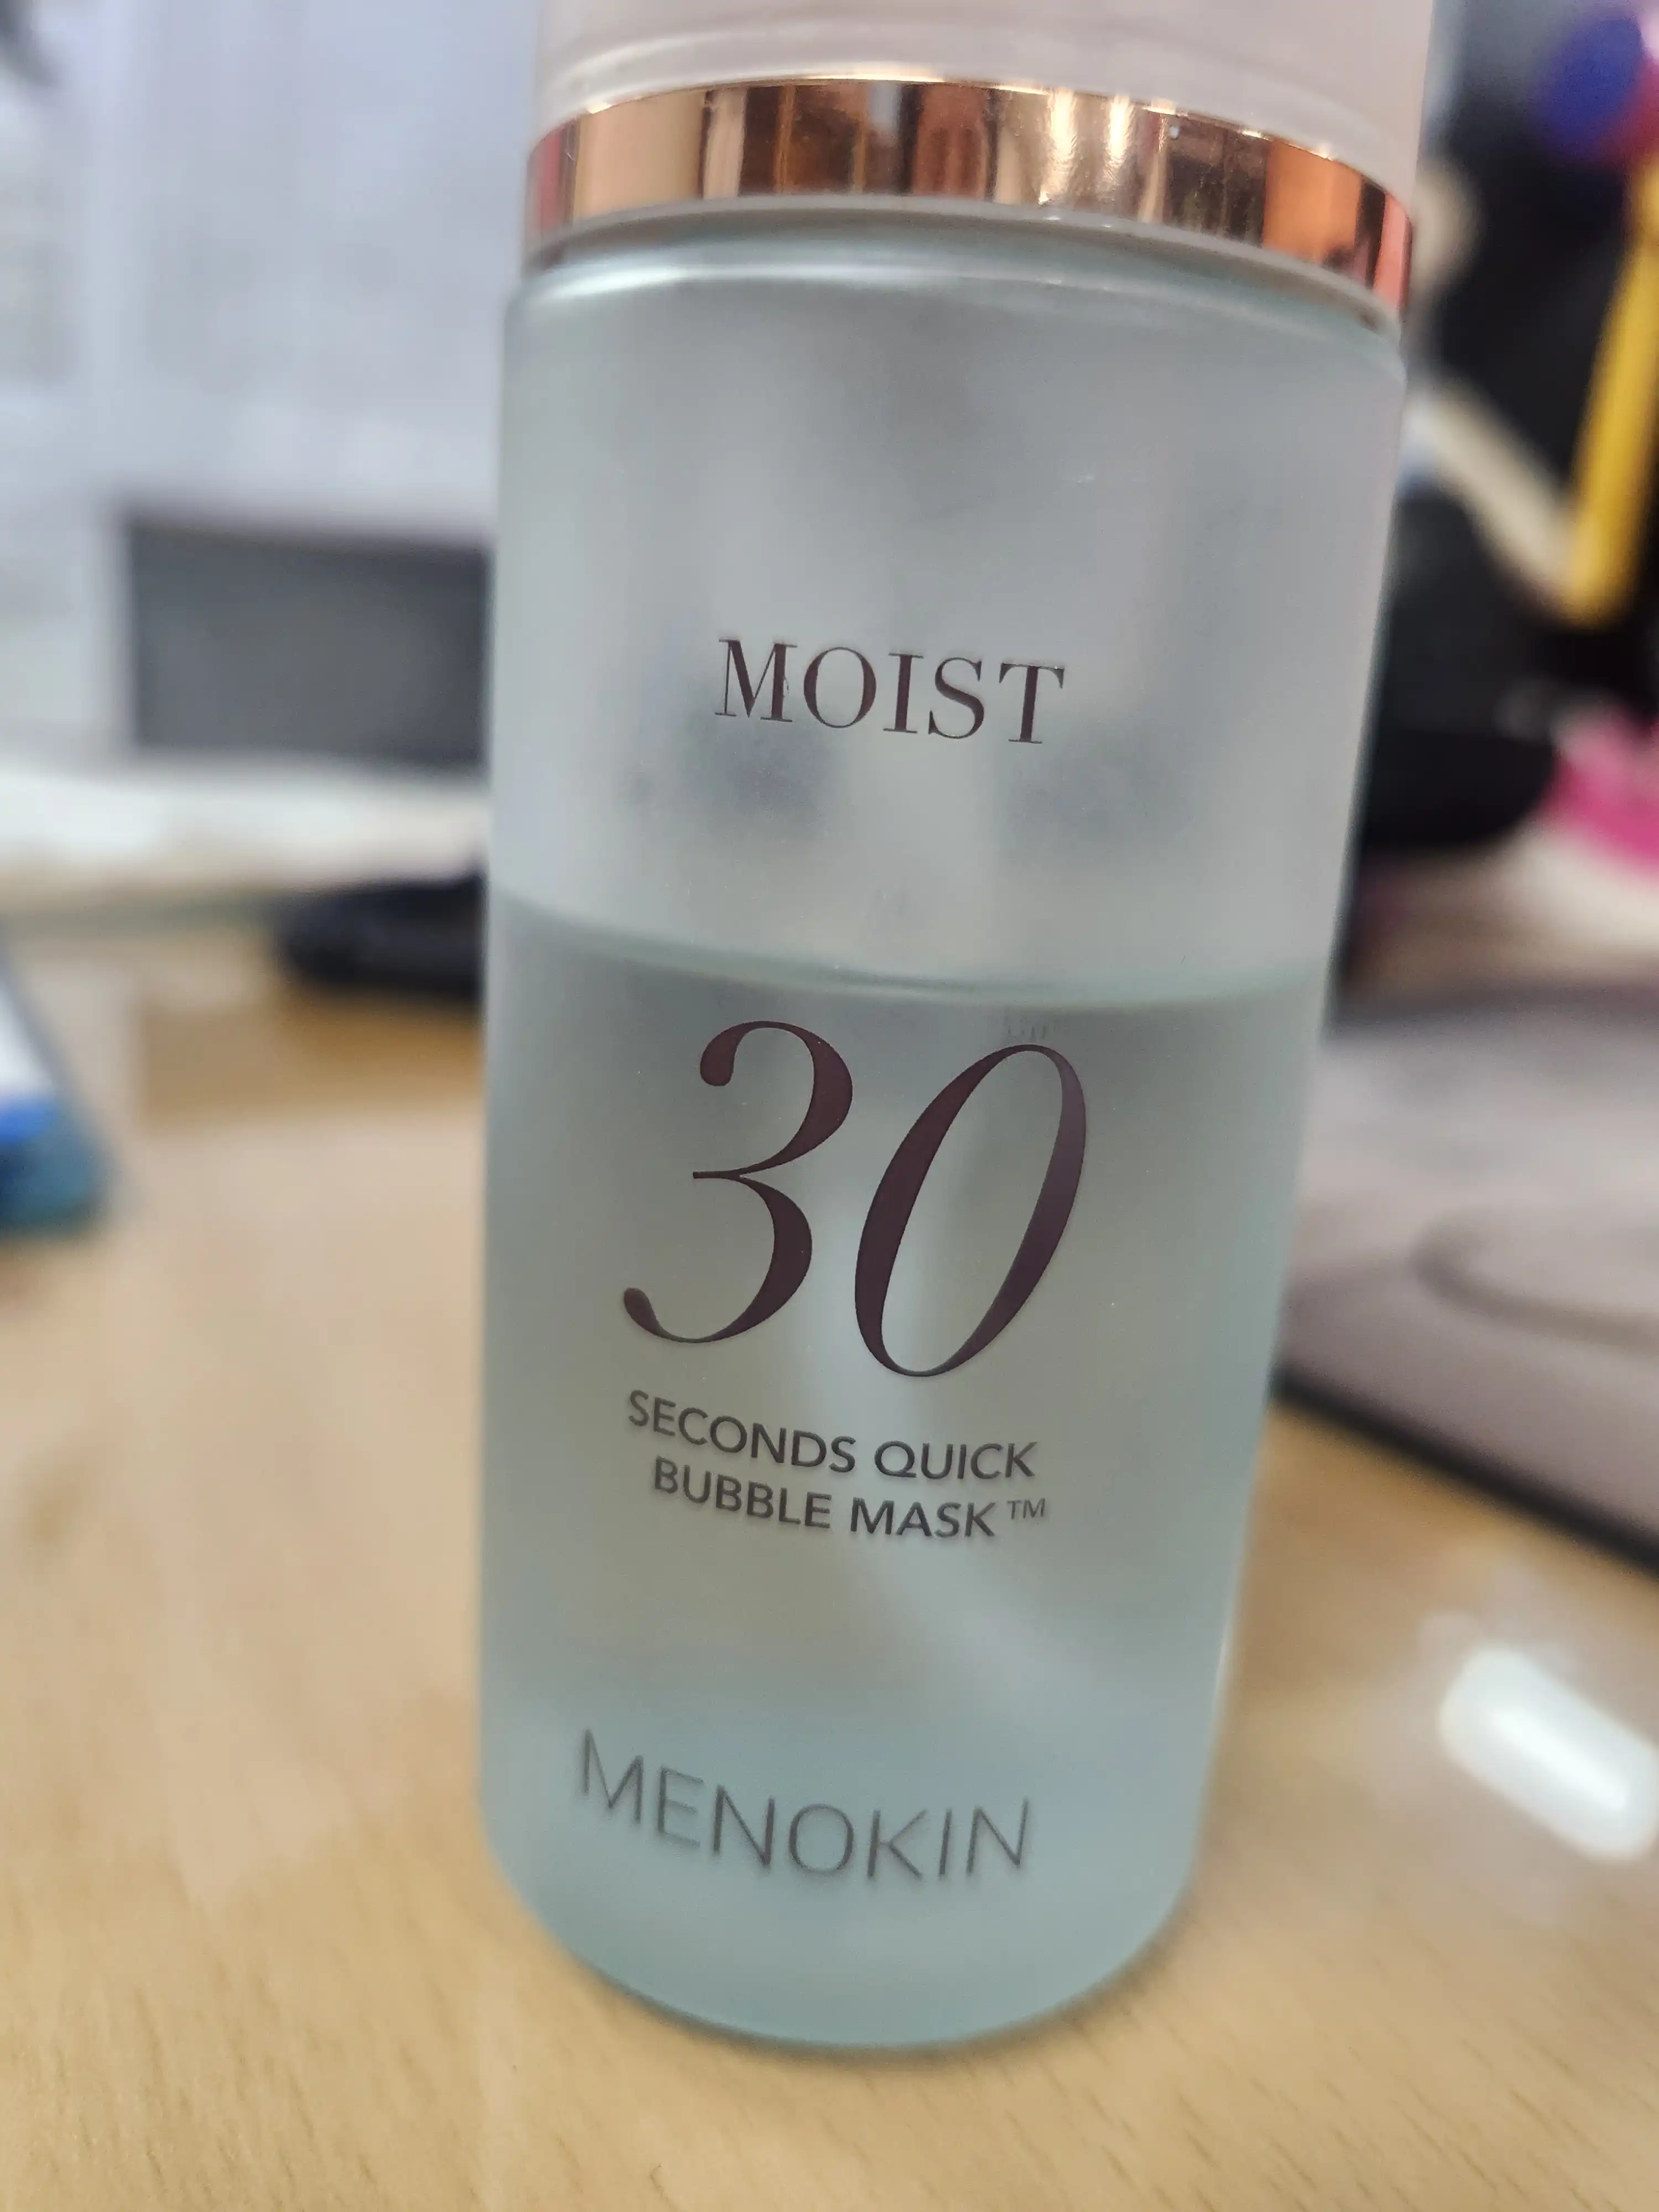 MOIST
30
SECONDS QUICK
BUBBLE MASK™
MENOKIN